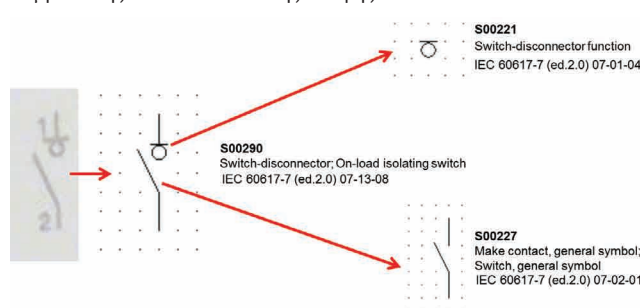 1
2
S00290
Switch-disconnector; On-load isolating switch
IEC 60617-7 (ed.2.0) 07-13-08
S00221
Switch-disconnector function
IEC 60617-7 (ed.2.0) 07-01-04
S00227
Make contact, general symbol;
Switch, general symbol
IEC 60617-7 (ed.2.0) 07-02-01